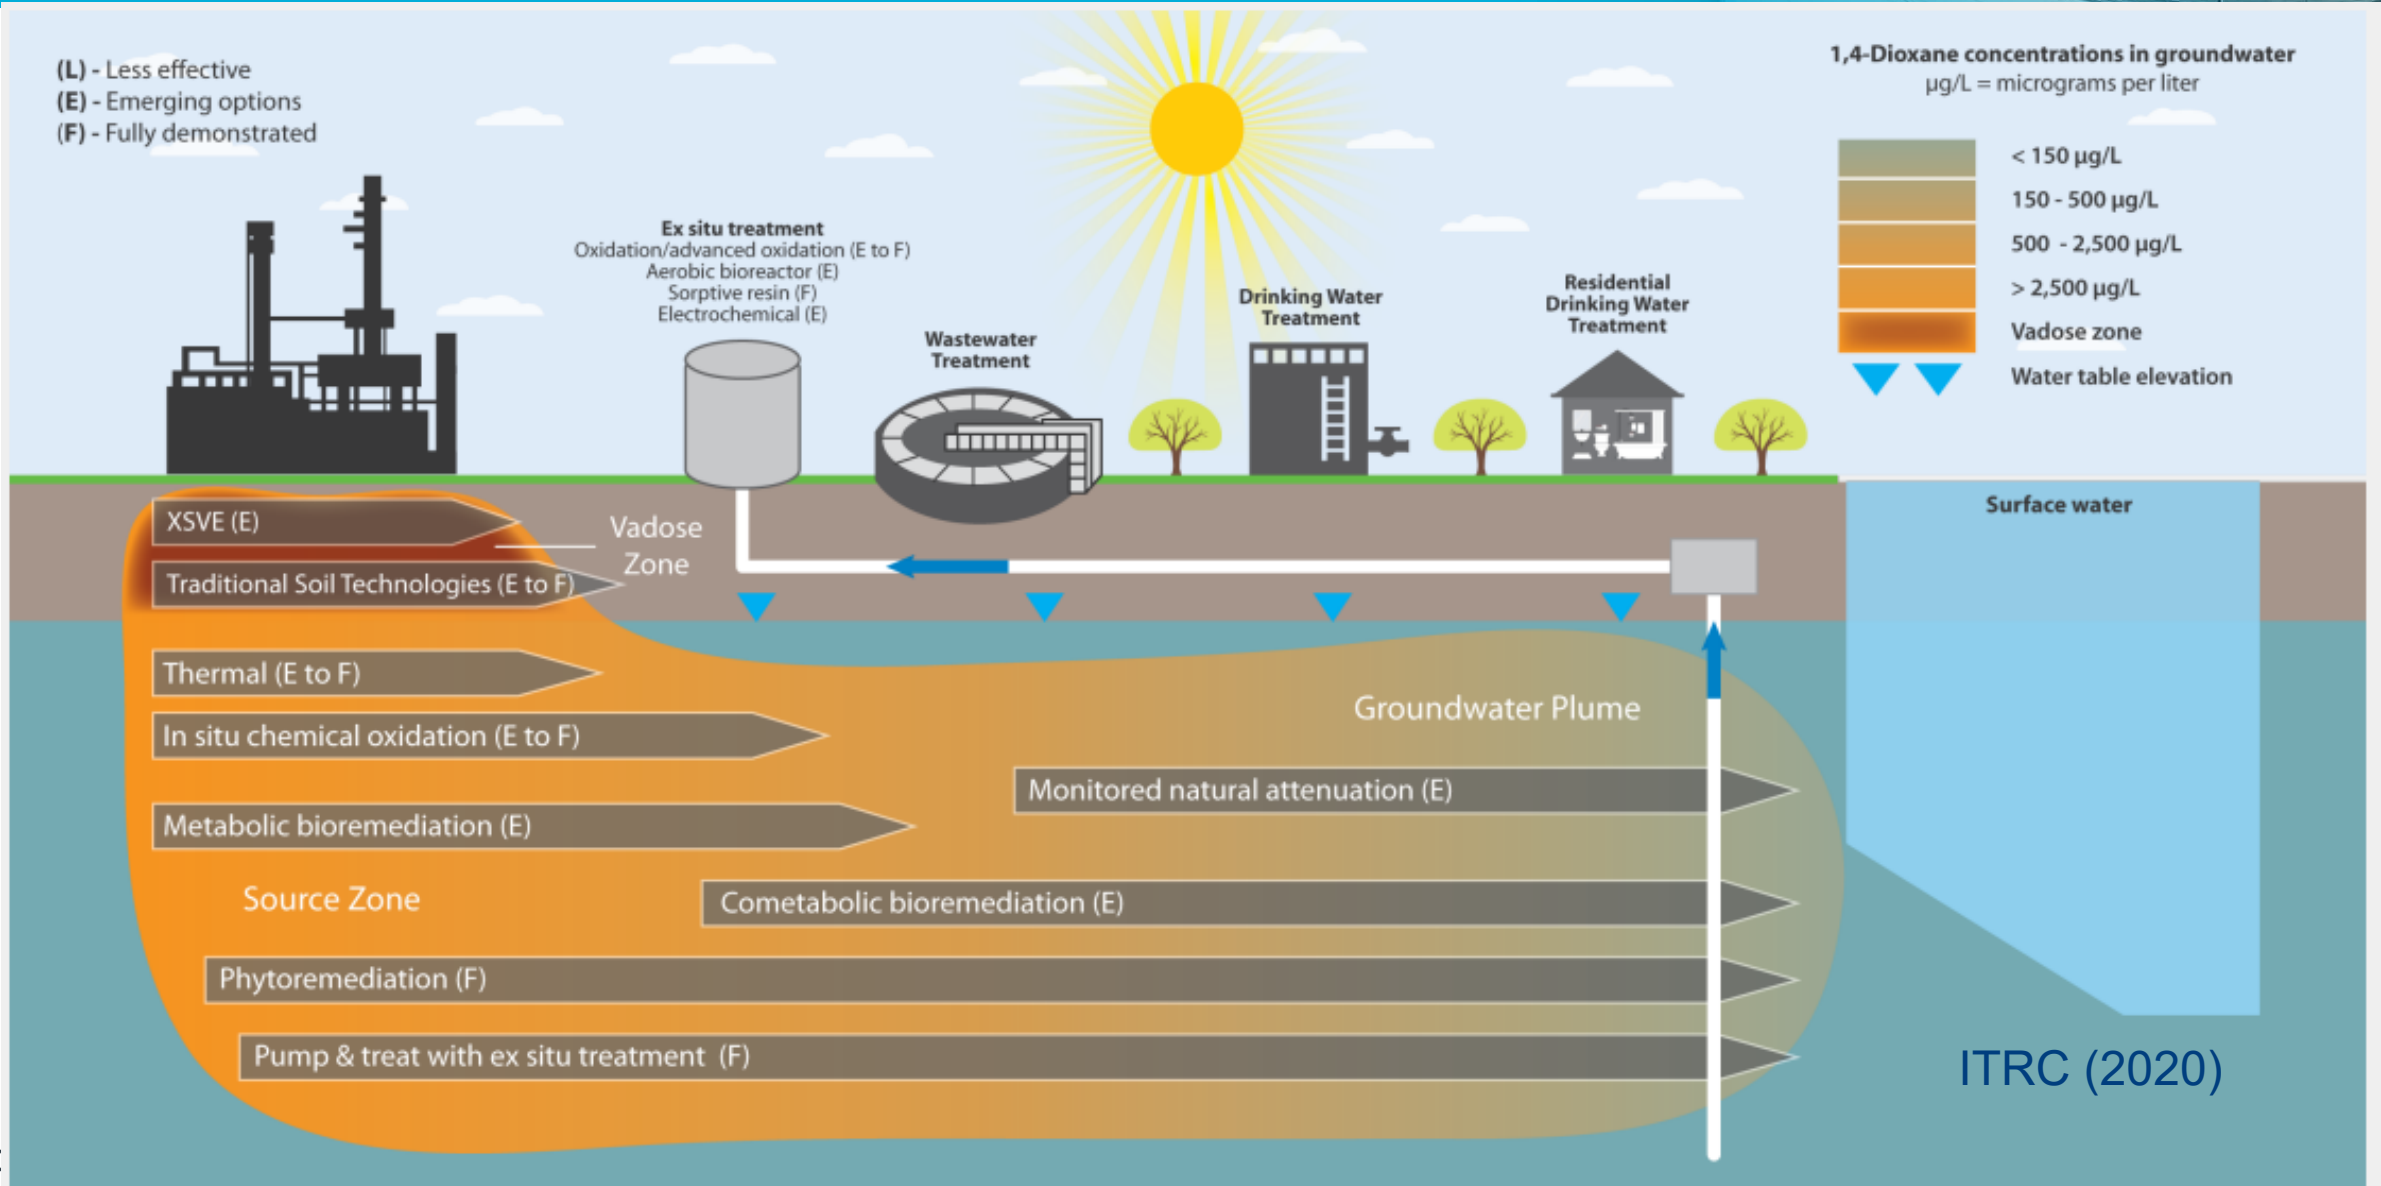 (L) - Less effective
(E) - Emerging options
(F) - Fully demonstrated
Ex situ treatment
Oxidation/advanced oxidation (E to F)
Aerobic bioreactor (E)
Sorptive resin (F)
Electrochemical (E)
Wastewater
Treatment
Drinking Water
Treatment
Residential
Drinking Water
Treatment
1,4-Dioxane concentrations in groundwater
µg/L = micrograms per liter
< 150 µg/L
150 - 500 µg/L
500 - 2,500 µg/L
> 2,500 µg/L
Vadose zone
Water table elevation
Surface water
XSVE (E)
Vadose
Zone
Traditional Soil Technologies (E to F)
Thermal (E to F)
Groundwater Plume
In situ chemical oxidation (E to F)
Monitored natural attenuation (E)
Metabolic bioremediation (E)
Source Zone
Cometabolic bioremediation (E)
Phytoremediation (F)
Pump & treat with ex situ treatment (F)
ITRC (2020)